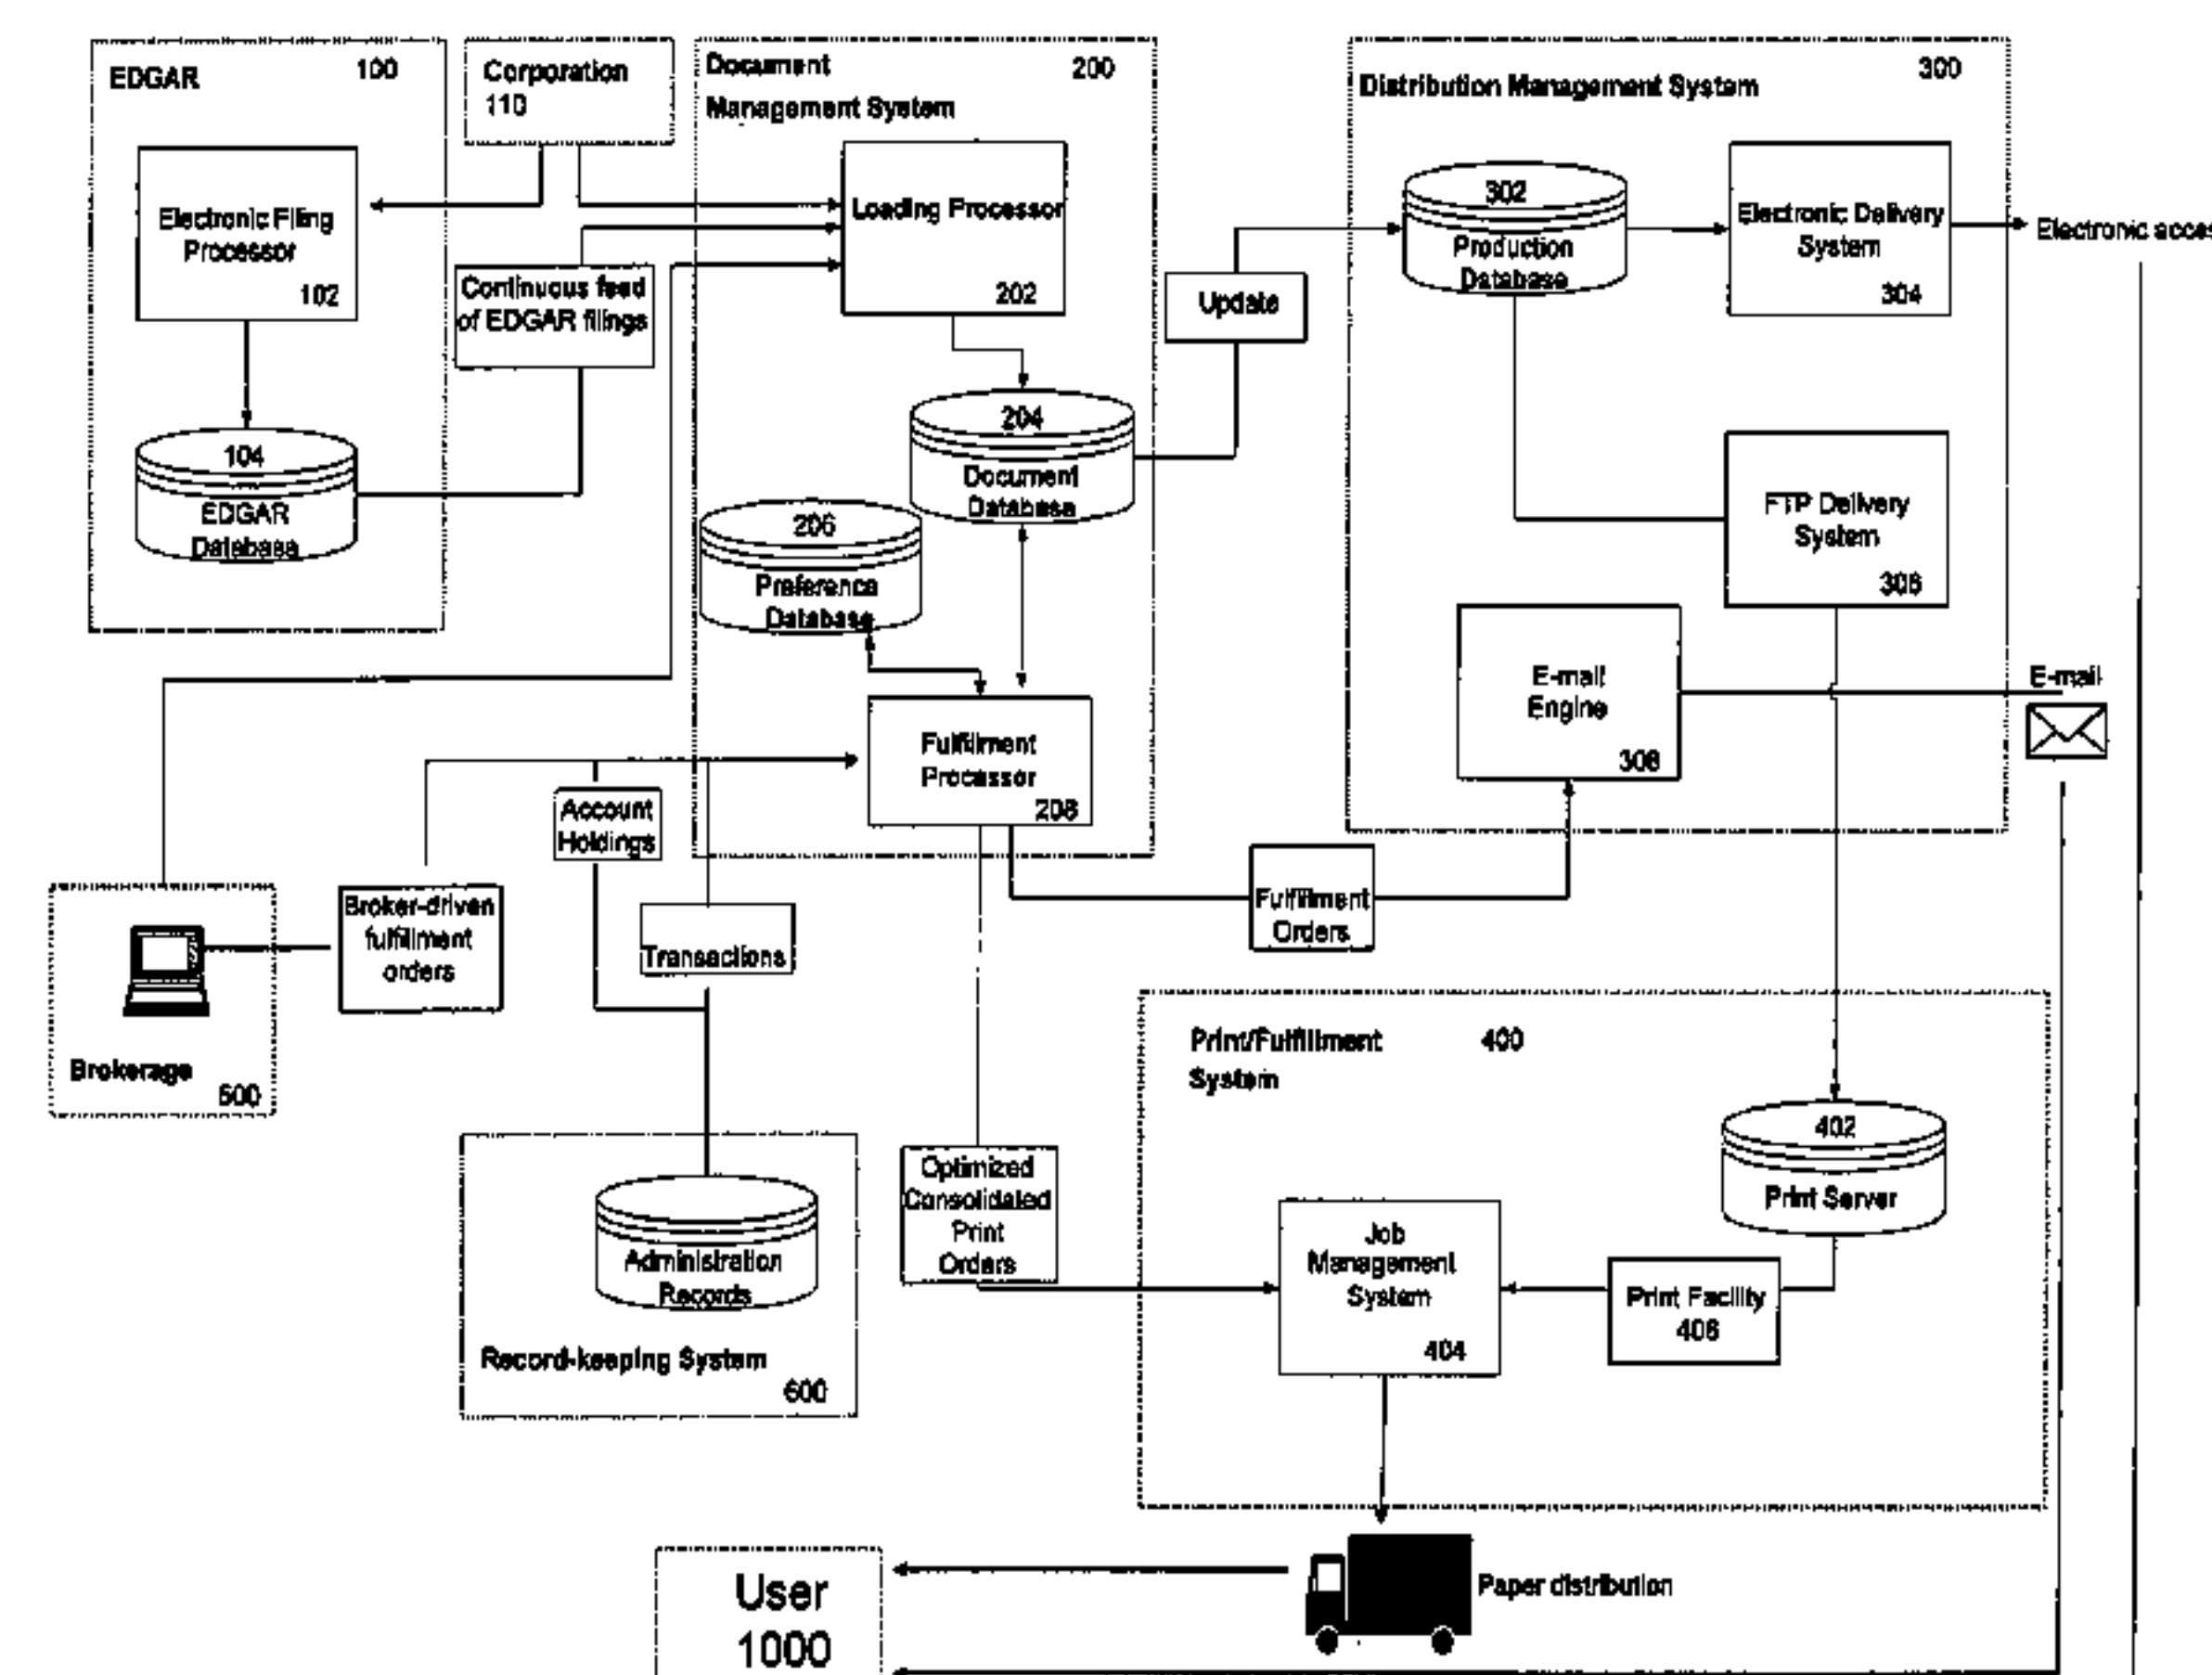 EDGAR 100
Electronic Filing
Processor
102
104
EDGAR
Database
Corporation
110
Continuous feed
of EDGAR filings
Document 200
Management System
Loading Processor
202
204
Document
Database
206
Preference
Database
Fulfillment
Processor
208
Update
Distribution Management System 300
302
Production
Database
Electronic Delivery
System
304
Electronic
FTP Delivery
System
306
E-mail
Engine
308
E-mail
Account
Holdings
Broker-driven
fulfillment
orders
Transactions
Fulfillment
Orders
Brokerage
500
Administration
Records
Record-keeping System
600
Optimized
Consolidated
Print
Orders
Print/Fulfillment 400
System
402
Print Server
Job
Management
System
404
Print Facility
406
Paper distribution
User
1000